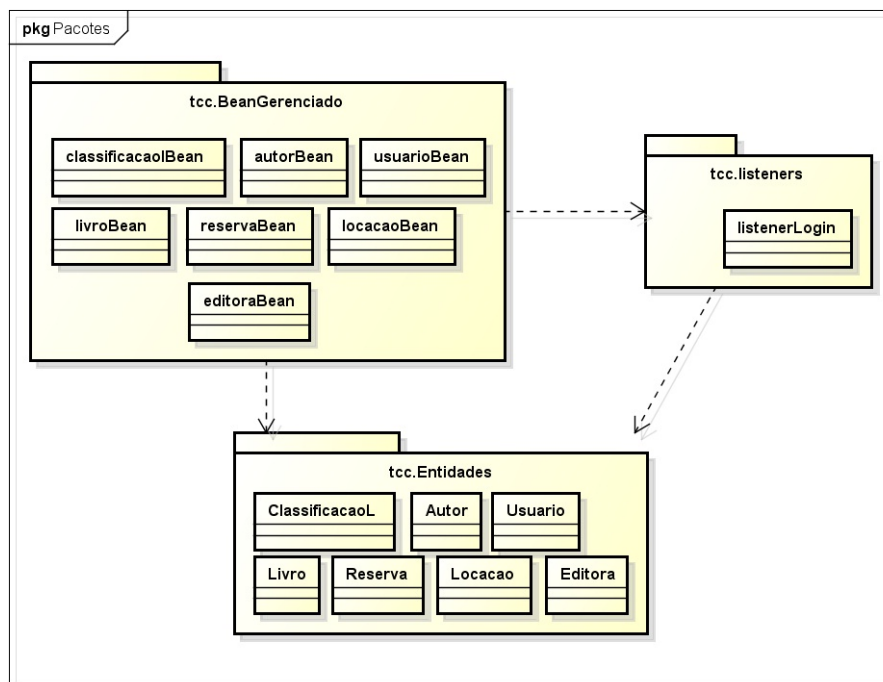 pkg Pacotes
tcc.BeanGerenciado
classificacaolBean autorBean usuarioBean
livroBean reservaBean locacaoBean
editoraBean
tcc.listeners
listenerLogin
tcc.Entidades
ClassificacaoL Autor Usuario
Livro Reserva Locacao Editora